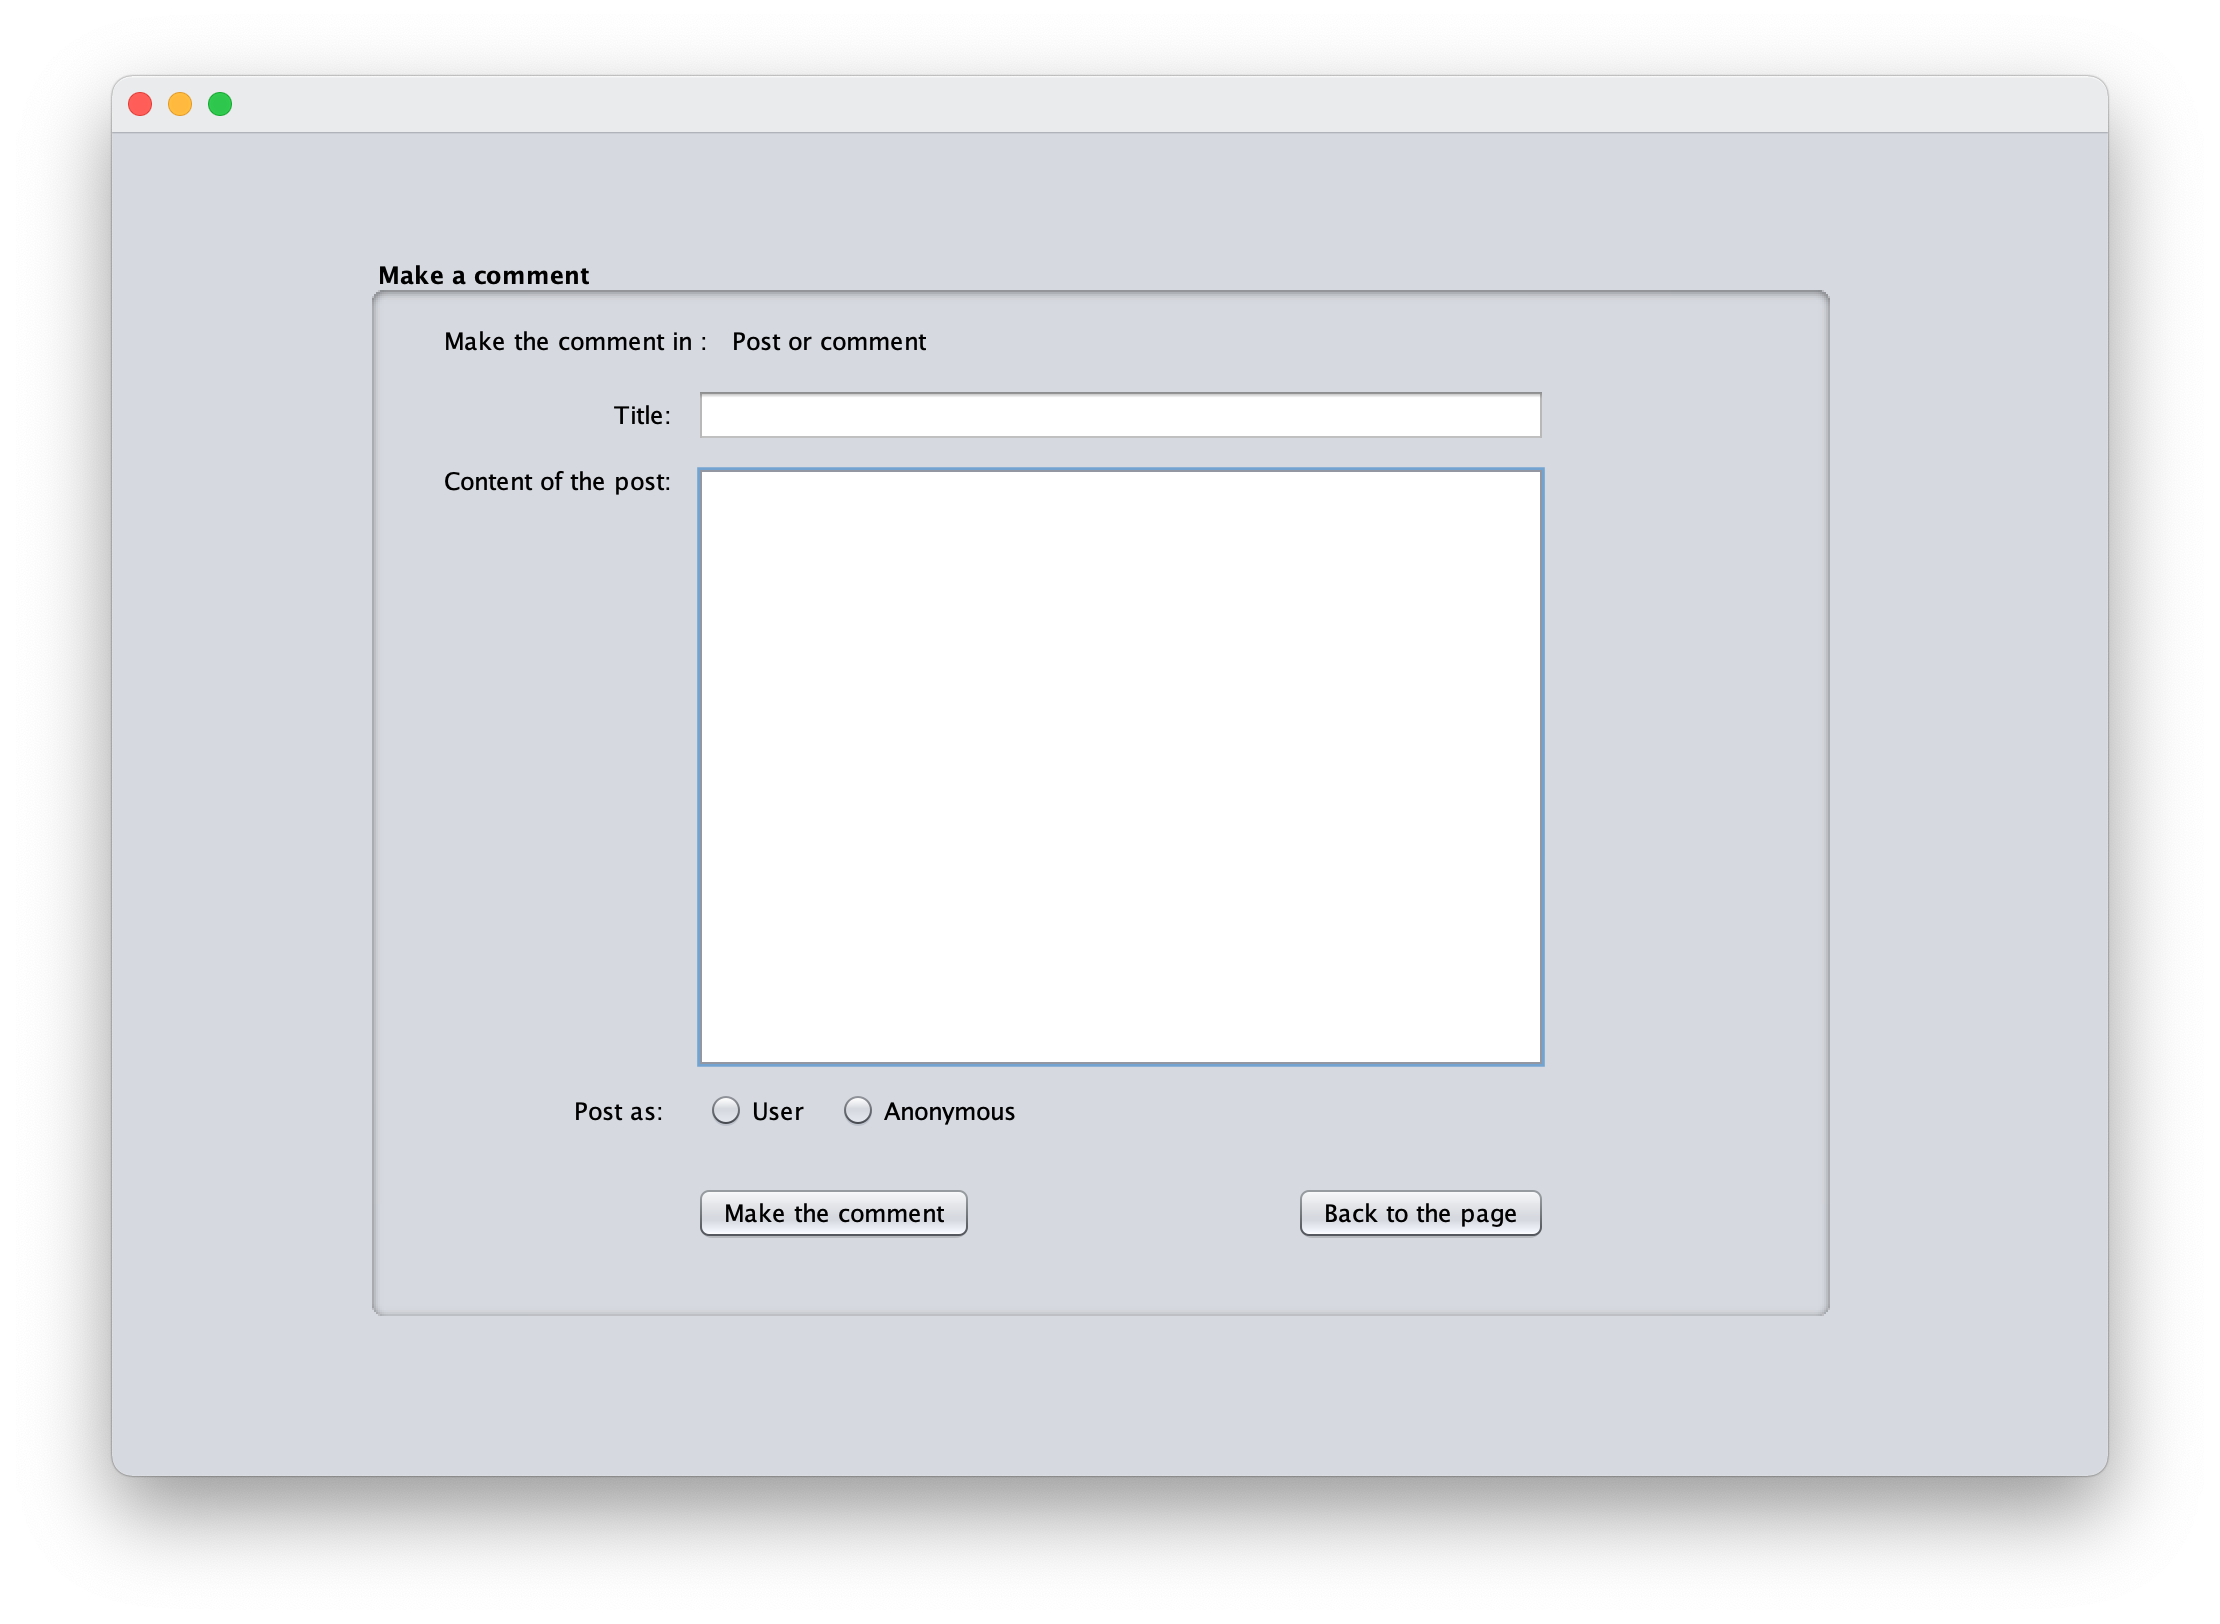 Make a comment
Make the comment in : Post or comment
Title:
Content of the post:
Post as: User Anonymous
Make the comment Back to the page